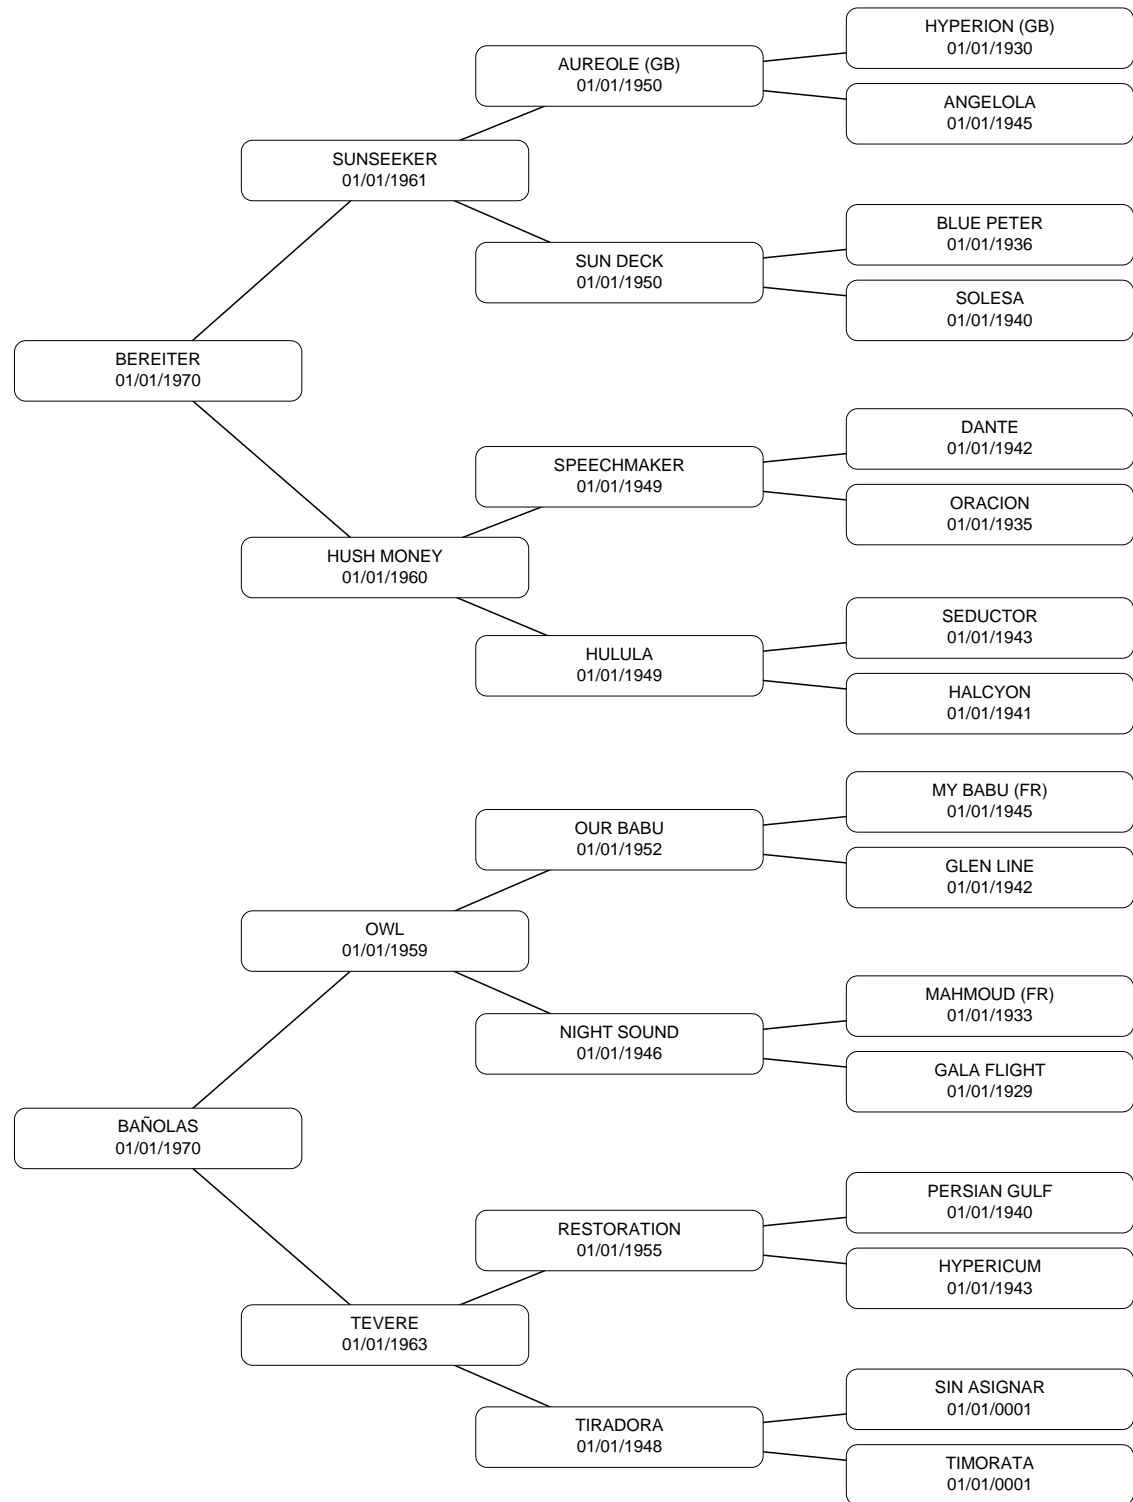 HYPERION (GB)
01/01/1930
AUREOLE (GB)
01/01/1950
ANGELOLA
01/01/1945
SUNSEEKER
01/01/1961
BLUE PETER
01/01/1936
SUN DECK
01/01/1950
SOLESA
01/01/1940
BEREITER
01/01/1970
DANTE
01/01/1942
SPEECHMAKER
01/01/1949
ORACION
01/01/1935
HUSH MONEY
01/01/1960
SEDUCTOR
01/01/1943
HULULA
01/01/1949
HALCYON
01/01/1941
MY BABU (FR)
01/01/1945
OUR BABU
01/01/1952
GLEN LINE
01/01/1942
OWL
01/01/1959
MAHMOUD (FR)
01/01/1933
NIGHT SOUND
01/01/1946
GALA FLIGHT
01/01/1929
BAÑOLAS
01/01/1970
PERSIAN GULF
01/01/1940
RESTORATION
01/01/1955
HYPERICUM
01/01/1943
TEVERE
01/01/1963
SIN ASIGNAR
01/01/0001
TIRADORA
01/01/1948
TIMORATA
01/01/0001